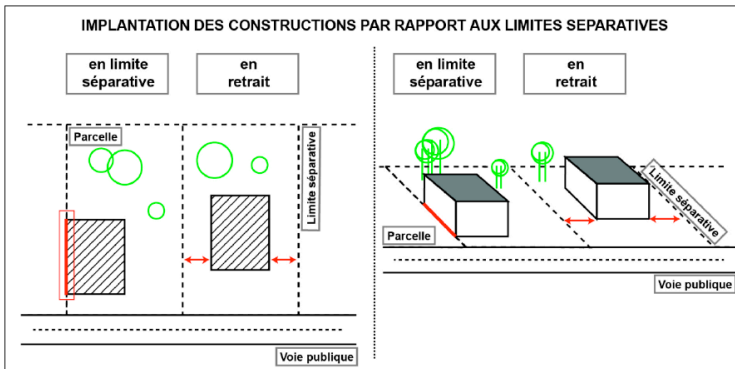 IMPLANTATION DES CONSTRUCTIONS PAR RAPPORT AUX LIMITES SEPARATIVES
en limite
séparative
en
retrait
Parcelle
Limite séparative
Voie publique
en limite
séparative
en
retrait
Limite séparative
Parcelle
Voie publique